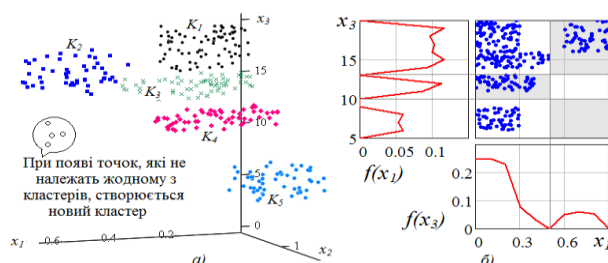 K₁
x₃
K₂
15
K₃
10
K₄
При появі точок, які не
належать жодному з
кластерів, створюється
новий кластер
5
K₅
0
x₁
0.6
0.4
0.2
1
x₂
а)
x₃
15
10
5
0
0.05
0.1
f(x₁)
f(x₃)
0.2
0.1
0
0
0.3
0.6
x₁
б)